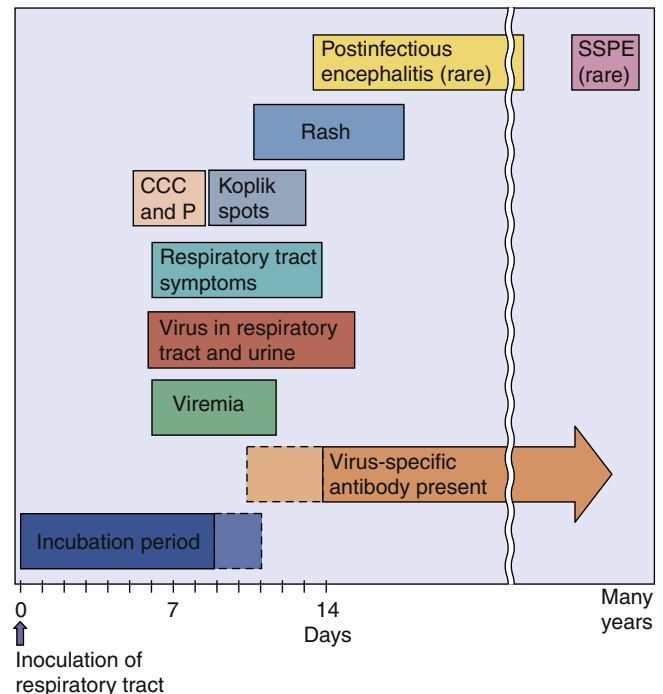 Postinfectious
encephalitis (rare)
SSPE
(rare)
Rash
CCC
and P
Koplik
spots
Respiratory tract
symptoms
Virus in respiratory
tract and urine
Viremia
Virus-specific
antibody present
Incubation period
0
7
14
Many
years
Days
Inoculation of
respiratory tract